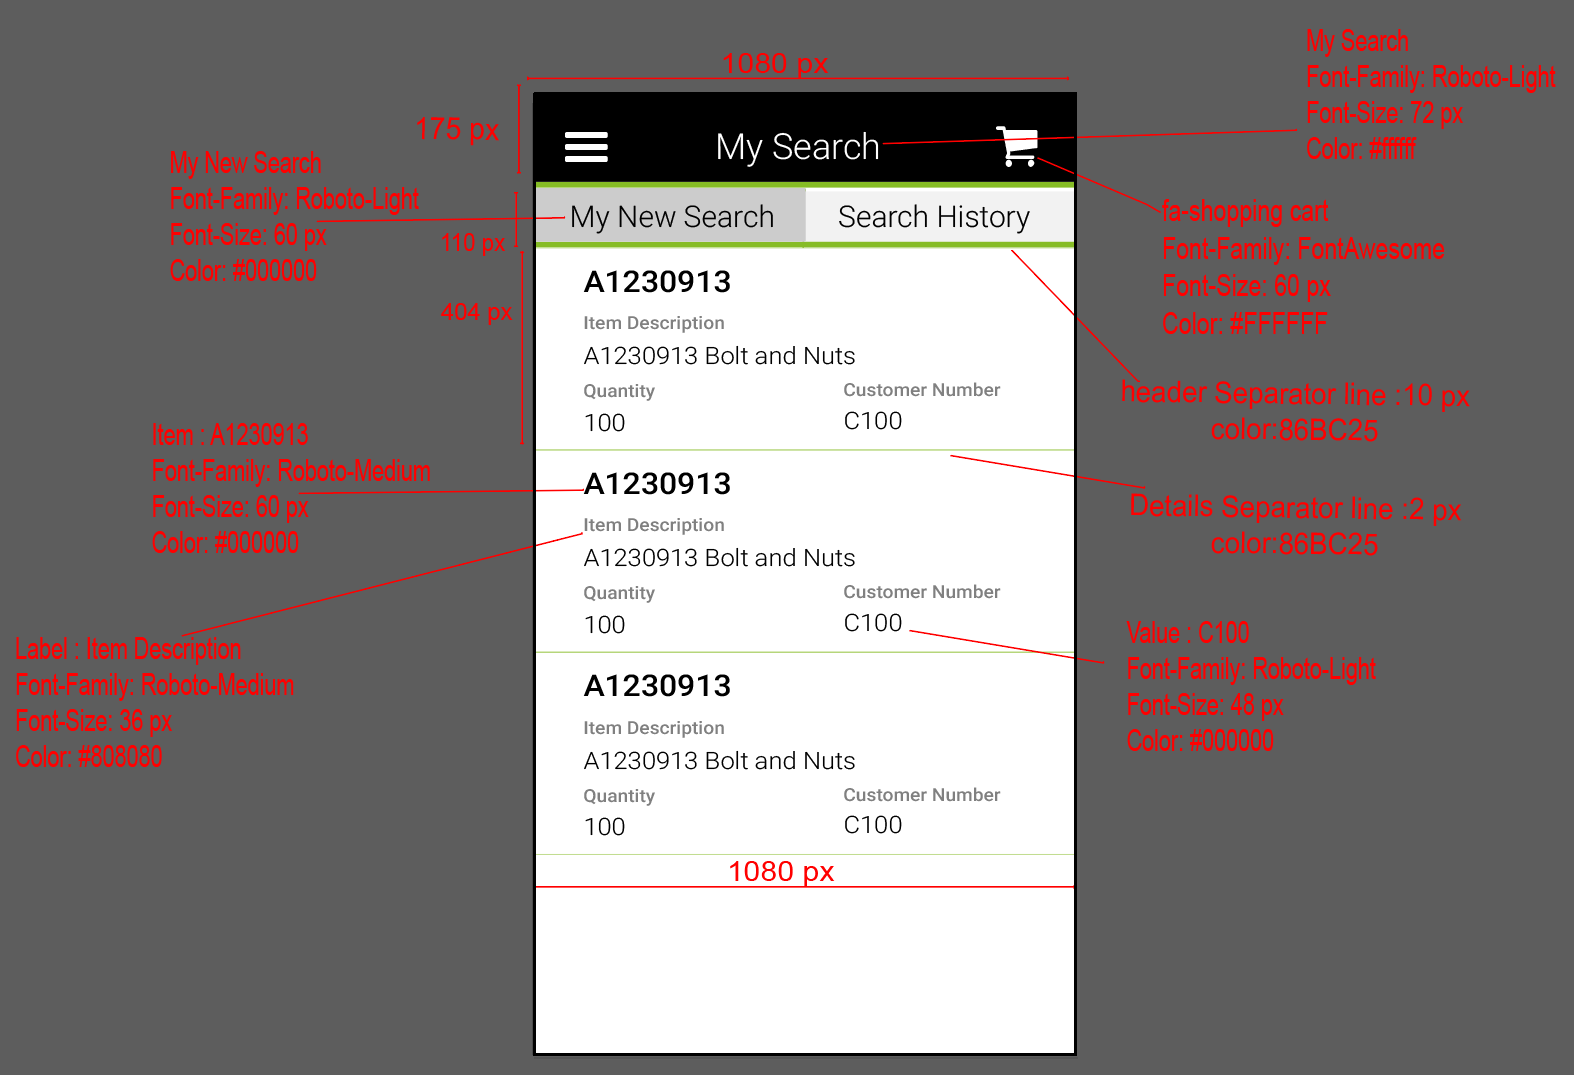 1080 px
175 px
My Search
My Search
Font-Family: Roboto-Light
Font-Size: 72 px
Color: #ffffff
My New Search
Font-Family: Roboto-Light
Font-Size: 60 px
Color: #000000
110 px
My New Search
Search History
fa-shopping cart
Font-Family: FontAwesome
Font-Size: 60 px
Color: #FFFFFF
404 px
A1230913
Item Description
A1230913 Bolt and Nuts
Quantity
Customer Number
100
C100
header Separator line :10 px
color:86BC25
Item : A1230913
Font-Family: Roboto-Medium
Font-Size: 60 px
Color: #000000
A1230913
Item Description
A1230913 Bolt and Nuts
Quantity
Customer Number
100
C100
Details Separator line :2 px
color:86BC25
Label : Item Description
Font-Family: Roboto-Medium
Font-Size: 36 px
Color: #808080
Value : C100
Font-Family: Roboto-Light
Font-Size: 48 px
Color: #000000
A1230913
Item Description
A1230913 Bolt and Nuts
Quantity
Customer Number
100
C100
1080 px